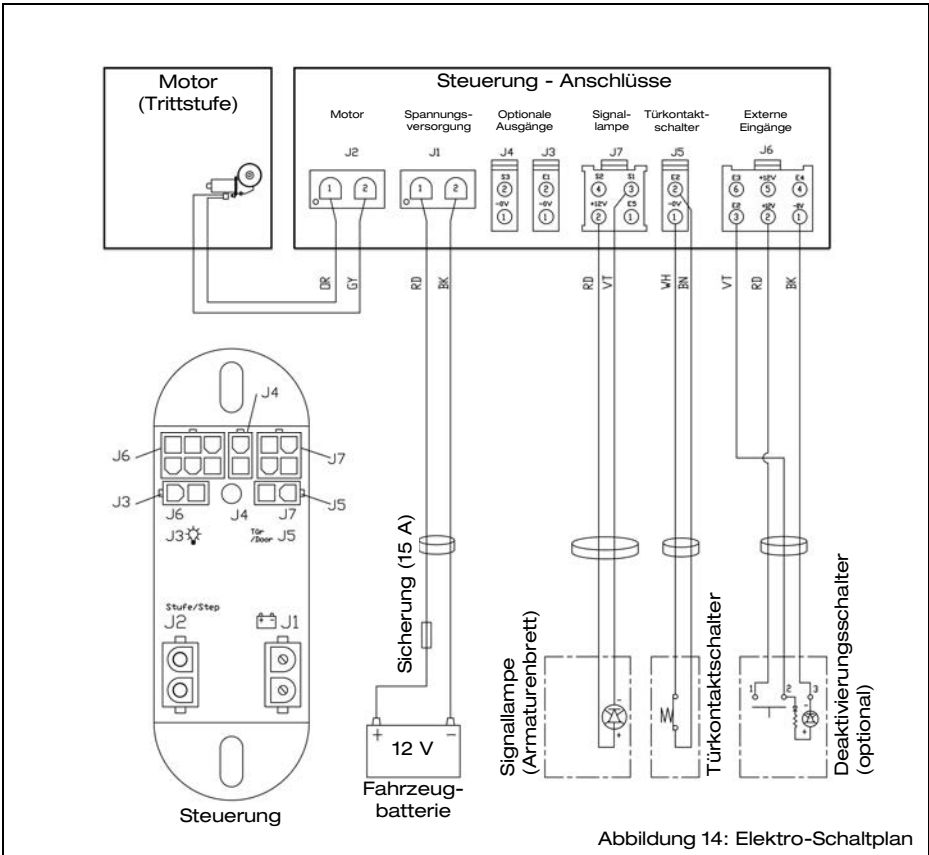 Motor
(Trittstufe)
Steuerung - Anschlüsse
Motor
Spannungs-
versorgung
Optionale
Ausgänge
Signal-
lampe
Türkontakt-
schalter
Externe
Eingänge
J2
J1
J4
J3
J7
J5
J6
S3
E1
S2
S1
E2
E3
+12V
E4
1
2
1
2
2
2
4
3
2
6
5
4
-0V
-0V
+12V
E5
-0V
E2
+12V
-0V
1
1
2
1
1
3
2
1
OR
GY
RD
BK
RD
VT
WH
BN
VT
RD
BK
J4
J6
J7
J3
J5
J6
J4
J7
J3
Tür
/Door
J5
Stufe/Step
J2
J1
Steuerung
Sicherung (15 A)
+
-
12 V
Fahrzeug-
batterie
-
+
Signallampe
(Armaturenbrett)
Türkontaktschalter
1
2
3
-
+
Deaktivierungsschalter
(optional)
Abbildung 14: Elektro-Schaltplan